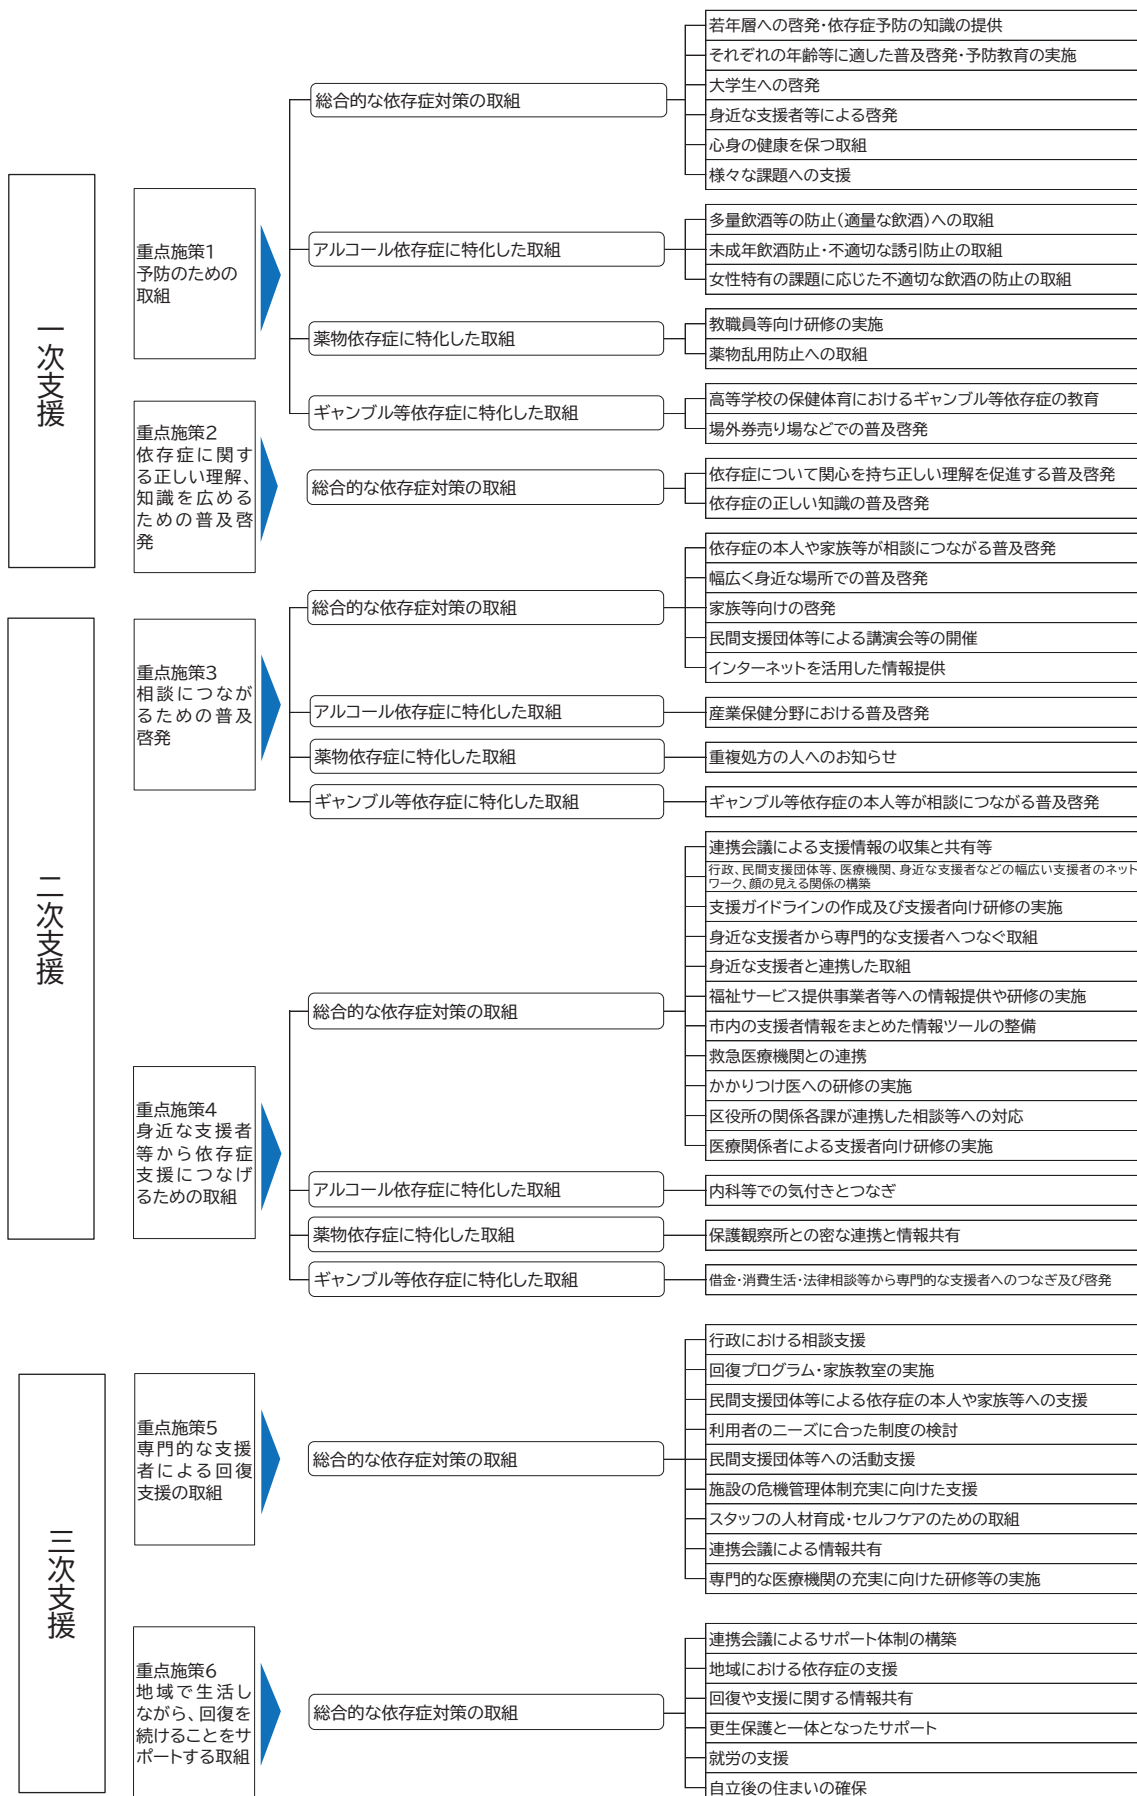 一次支援
重点施策1
予防のための
取組
総合的な依存症対策の取組
若年層への啓発・依存症予防の知識の提供
それぞれの年齢等に適した普及啓発・予防教育の実施
大学生への啓発
身近な支援者等による啓発
心身の健康を保つ取組
様々な課題への支援
アルコール依存症に特化した取組
多量飲酒等の防止(適量な飲酒)への取組
未成年飲酒防止・不適切な誘引防止の取組
女性特有の課題に応じた不適切な飲酒の防止の取組
薬物依存症に特化した取組
教職員等向け研修の実施
薬物乱用防止への取組
ギャンブル等依存症に特化した取組
高等学校の保健体育におけるギャンブル等依存症の教育
場外券売り場などでの普及啓発
重点施策2
依存症に関す
る正しい理解、
知識を広める
ための普及啓
発
総合的な依存症対策の取組
依存症について関心を持ち正しい理解を促進する普及啓発
依存症の正しい知識の普及啓発
二次支援
重点施策3
相談につなが
るための普及
啓発
総合的な依存症対策の取組
依存症の本人や家族等が相談につながる普及啓発
幅広く身近な場所での普及啓発
家族等向けの啓発
民間支援団体等による講演会等の開催
インターネットを活用した情報提供
アルコール依存症に特化した取組
産業保健分野における普及啓発
薬物依存症に特化した取組
重複処方の人へのお知らせ
ギャンブル等依存症に特化した取組
ギャンブル等依存症の本人等が相談につながる普及啓発
重点施策4
身近な支援者
等から依存症
支援につなげ
るための取組
総合的な依存症対策の取組
連携会議による支援情報の収集と共有等
行政、民間支援団体等、医療機関、身近な支援者などの幅広い支援者のネット
ワーク、顔の見える関係の構築
支援ガイドラインの作成及び支援者向け研修の実施
身近な支援者から専門的な支援者へつなぐ取組
身近な支援者と連携した取組
福祉サービス提供事業者等への情報提供や研修の実施
市内の支援者情報をまとめた情報ツールの整備
救急医療機関との連携
かかりつけ医への研修の実施
区役所の関係各課が連携した相談等への対応
医療関係者による支援者向け研修の実施
アルコール依存症に特化した取組
内科等での気付きとつなぎ
薬物依存症に特化した取組
保護観察所との密な連携と情報共有
ギャンブル等依存症に特化した取組
借金・消費生活・法律相談等から専門的な支援者へのつなぎ及び啓発
三次支援
重点施策5
専門的な支援
者による回復
支援の取組
総合的な依存症対策の取組
行政における相談支援
回復プログラム・家族教室の実施
民間支援団体等による依存症の本人や家族等への支援
利用者のニーズに合った制度の検討
民間支援団体等への活動支援
施設の危機管理体制充実に向けた支援
スタッフの人材育成・セルフケアのための取組
連携会議による情報共有
専門的な医療機関の充実に向けた研修等の実施
重点施策6
地域で生活し
ながら、回復を
続けることをサ
ポートする取組
総合的な依存症対策の取組
連携会議によるサポート体制の構築
地域における依存症の支援
回復や支援に関する情報共有
更生保護と一体となったサポート
就労の支援
自立後の住まいの確保